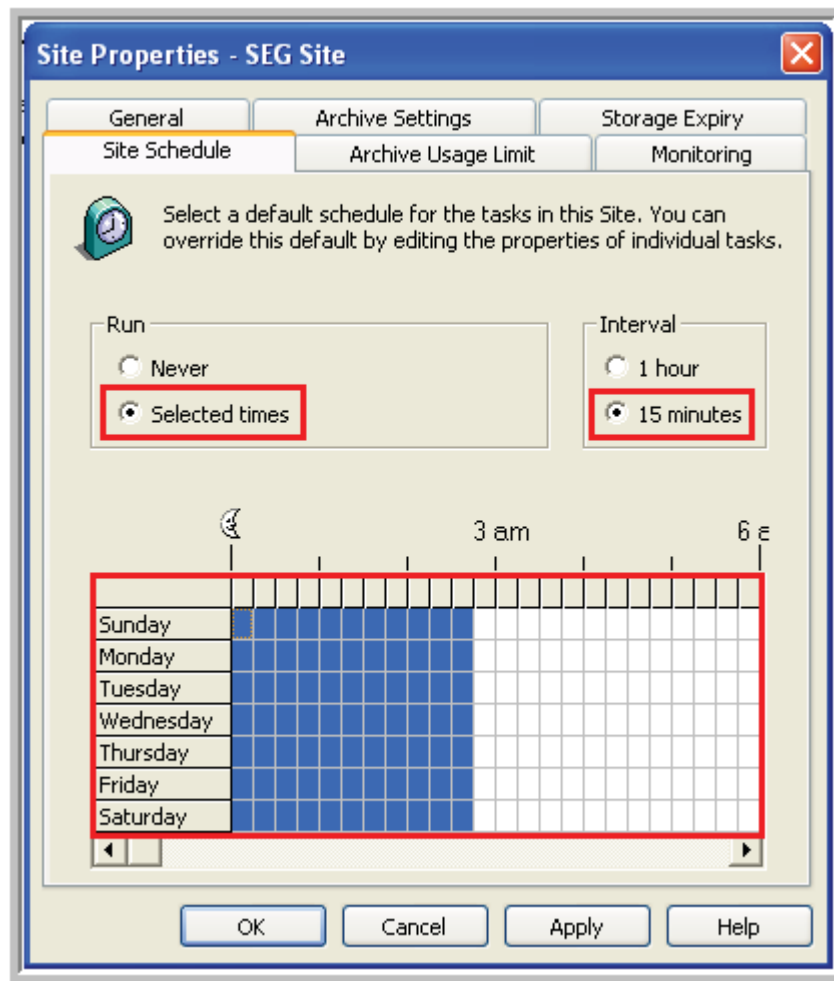 Site Properties - SEG Site
General
Archive Settings
Storage Expiry
Site Schedule
Archive Usage Limit
Monitoring
Select a default schedule for the tasks in this Site. You can
override this default by editing the properties of individual tasks.
Run
Interval
Never
1 hour
Selected times
15 minutes
3 am
6 a
Sunday
Monday
Tuesday
Wednesday
Thursday
Friday
Saturday
OK
Cancel
Apply
Help